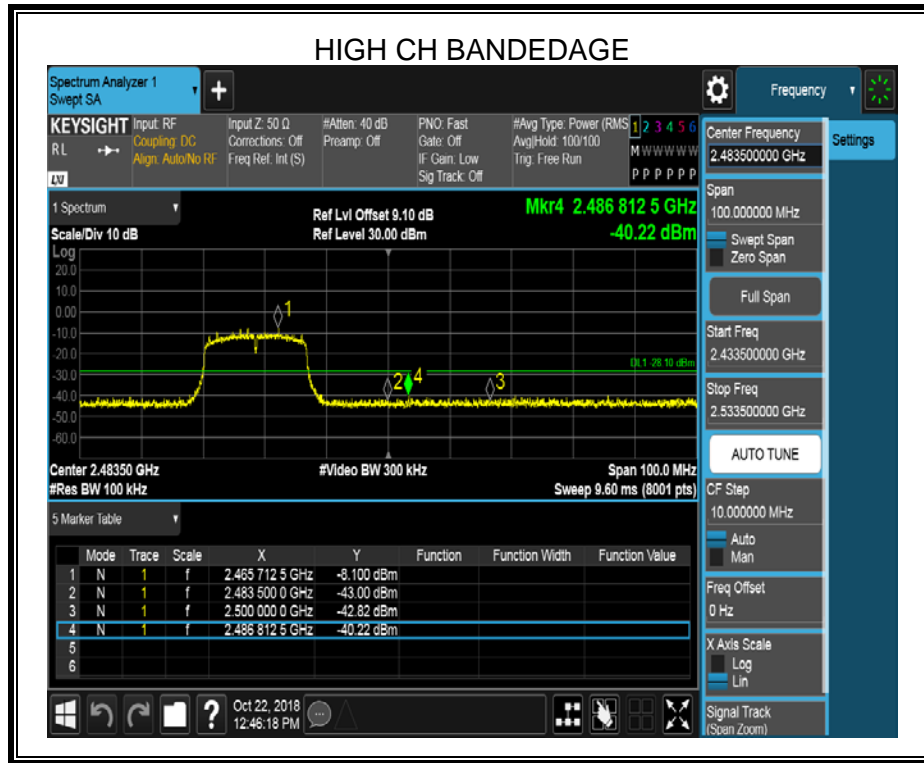 HIGH CH BANDEDAGE
Spectrum Analyzer 1
Swept SA
Frequency
KEYSIGHT
RL
LXI
Input: RF
Coupling: DC
Align: Auto/No RF
Input Z: 50 Ω
Corrections: Off
Freq Ref: Int (S)
#Atten: 40 dB
Preamp: Off
PNO: Fast
Gate: Off
IF Gain: Low
Sig Track: Off
#Avg Type: Power (RMS
Avg|Hold: 100/100
Trig: Free Run
1 2 3 4 5 6
M W W W W W
P P P P P P
1 Spectrum
Scale/Div 10 dB
Ref Lvl Offset 9.10 dB
Ref Level 30.00 dBm
Mkr4 2.486 812 5 GHz
-40.22 dBm
Log
20.0
10.0
0.00
-10.0
-20.0
-30.0
-40.0
-50.0
-60.0
1
2
4
3
DL1 -28.10 dBm
Center 2.48350 GHz
#Res BW 100 kHz
#Video BW 300 kHz
Span 100.0 MHz
Sweep 9.60 ms (8001 pts)
5 Marker Table
Mode Trace Scale X Y Function Function Width Function Value
1 N 1 f 2.465 712 5 GHz -8.100 dBm
2 N 1 f 2.483 500 0 GHz -43.00 dBm
3 N 1 f 2.500 000 0 GHz -42.82 dBm
4 N 1 f 2.486 812 5 GHz -40.22 dBm
5
6
Oct 22, 2018
12:46:18 PM
Center Frequency
2.483500000 GHz
Settings
Span
100.000000 MHz
Swept Span
Zero Span
Full Span
Start Freq
2.433500000 GHz
Stop Freq
2.533500000 GHz
AUTO TUNE
CF Step
10.000000 MHz
Auto
Man
Freq Offset
0 Hz
X Axis Scale
Log
Lin
Signal Track
(Span Zoom)